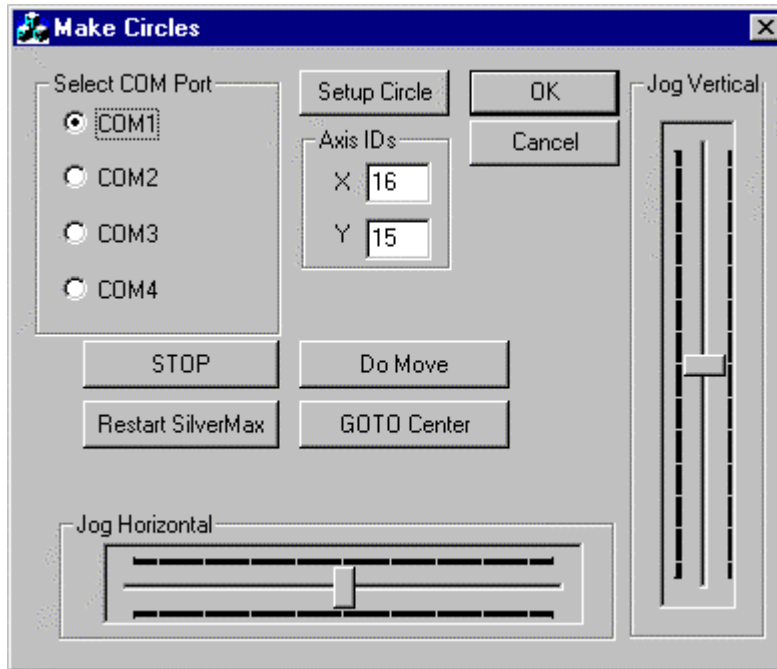 Make Circles
Select COM Port
COM1
COM2
COM3
COM4
Setup Circle
OK
Cancel
Axis IDs
X 16
Y 15
Jog Vertical
STOP
Do Move
Restart SilverMax
GOTO Center
Jog Horizontal